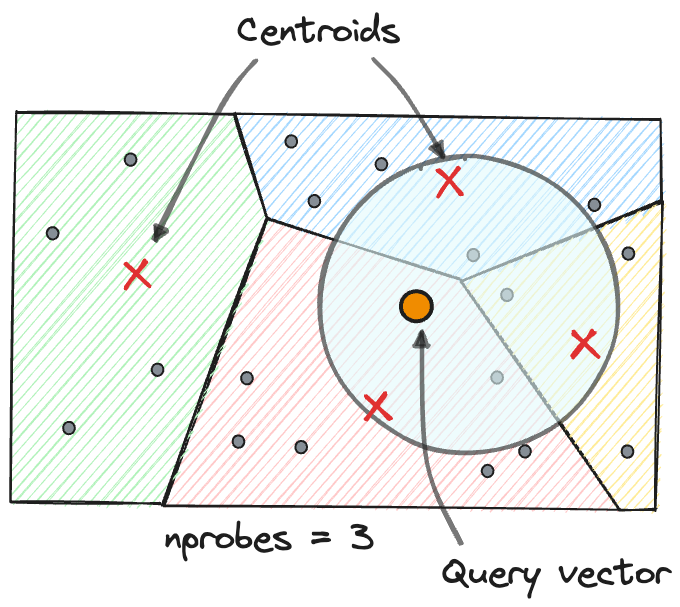 Centroids
nprobes = 3
Query vector